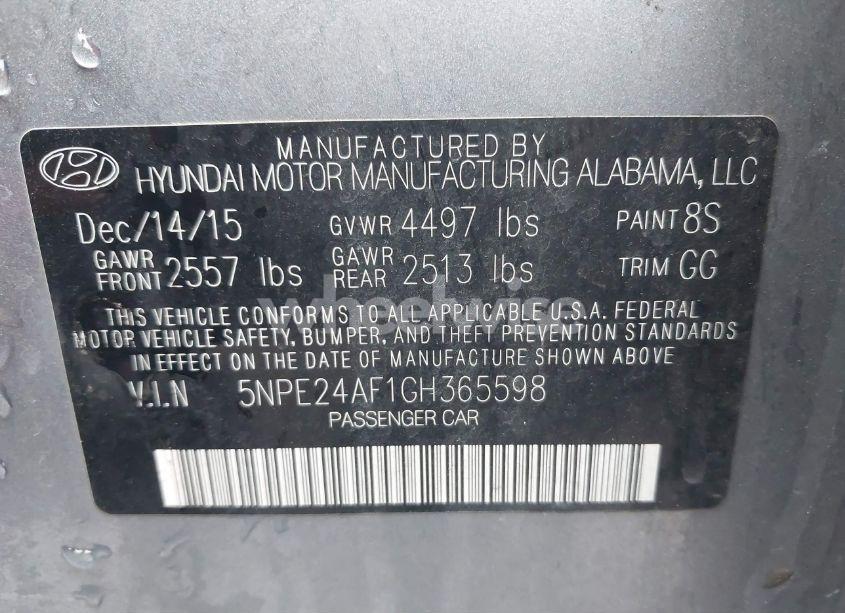 MANUFACTURED BY
HYUNDAI MOTOR MANUFACTURING ALABAMA, LLC
Dec/14/15 GVWR 4497 lbs PAINT 8S
GAWR FRONT 2557 lbs GAWR REAR 2513 lbs TRIM GG
THIS VEHICLE CONFORMS TO ALL APPLICABLE U.S.A. FEDERAL
MOTOR VEHICLE SAFETY, BUMPER, AND THEFT PREVENTION STANDARDS
IN EFFECT ON THE DATE OF MANUFACTURE SHOWN ABOVE
V.I.N 5NPE24AF1GH365598
PASSENGER CAR